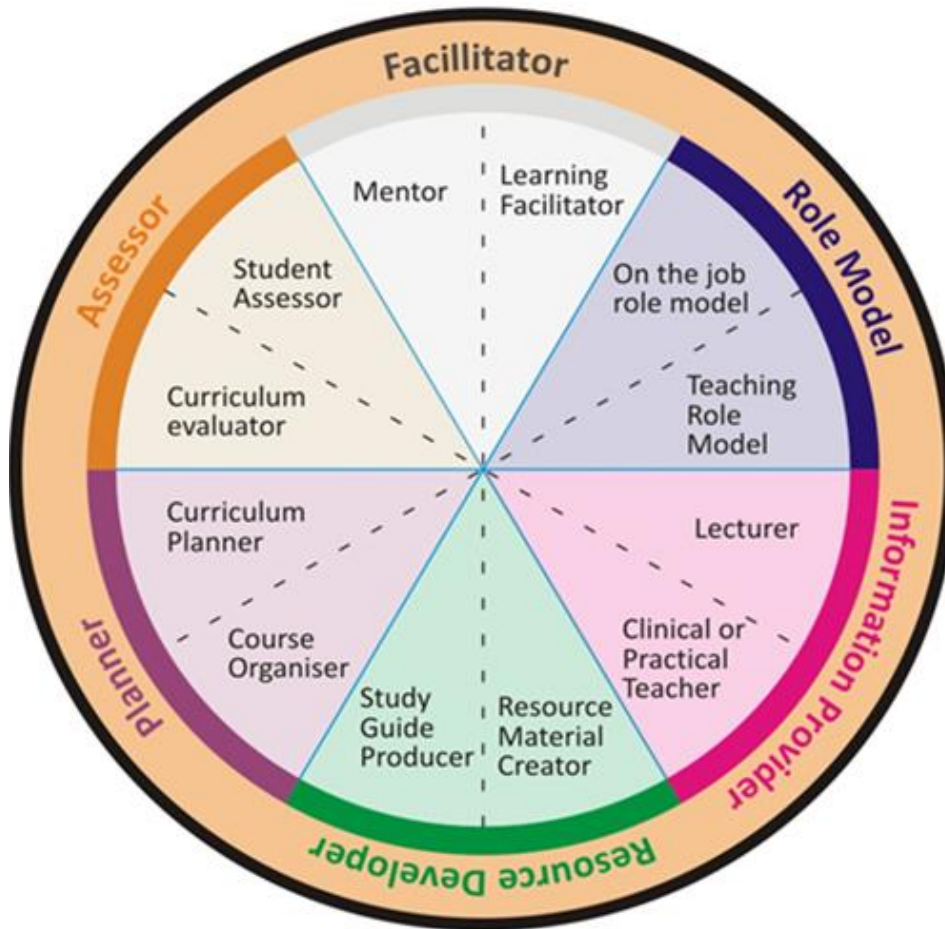 Facillitator
Role Model
Information Provider
Resource Developer
Planner
Assessor
Mentor
Learning
Facilitator
On the job
role model
Teaching
Role
Model
Lecturer
Clinical or
Practical
Teacher
Resource
Material
Creator
Study
Guide
Producer
Course
Organiser
Curriculum
Planner
Curriculum
evaluator
Student
Assessor